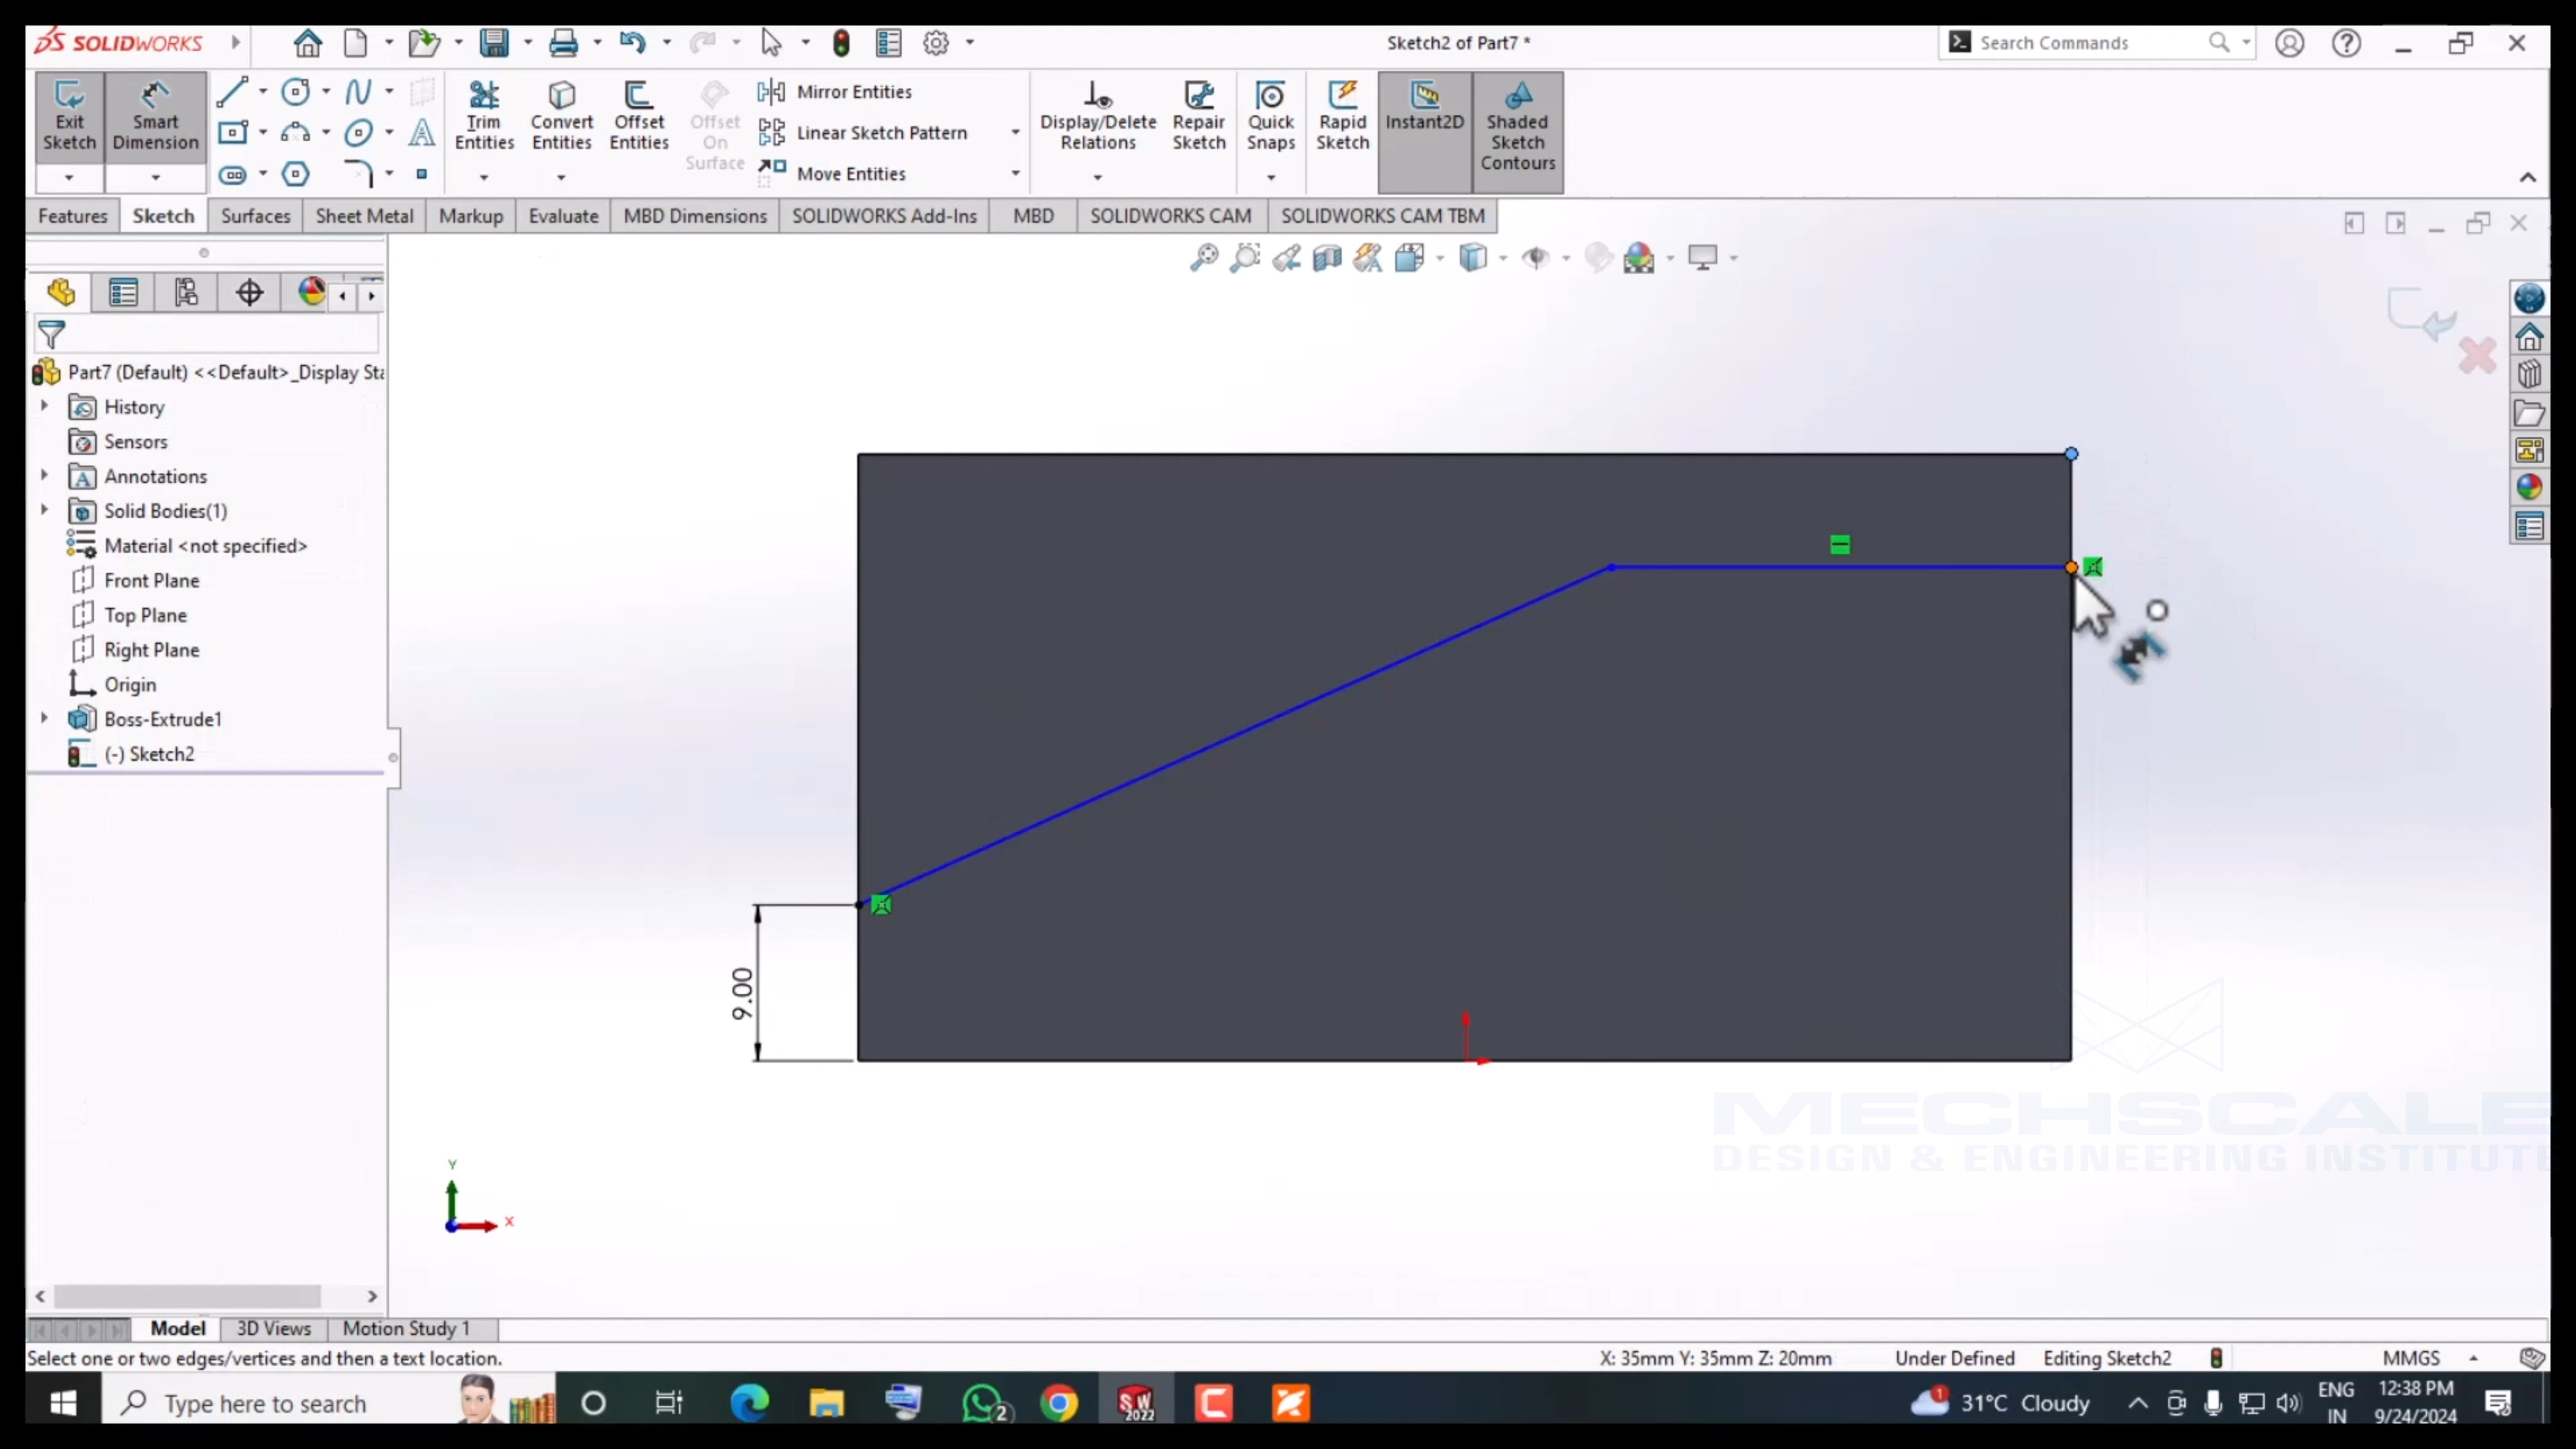 SOLIDWORKS
Sketch2 of Part7 *
Search Commands
Exit Sketch
Smart Dimension
Trim Entities
Convert Entities
Offset Entities
Offset On Surface
Mirror Entities
Linear Sketch Pattern
Move Entities
Display/Delete Relations
Repair Sketch
Quick Snaps
Rapid Sketch
Instant2D
Shaded Sketch Contours
Features Sketch Surfaces Sheet Metal Markup Evaluate MBD Dimensions SOLIDWORKS Add-Ins MBD SOLIDWORKS CAM SOLIDWORKS CAM TBM
Part7 (Default) <<Default>_Display Sta
History
Sensors
Annotations
Solid Bodies(1)
Material <not specified>
Front Plane
Top Plane
Right Plane
Origin
Boss-Extrude1
(-) Sketch2
9.00
Y
X
MECHSCALE
DESIGN & ENGINEERING INSTITUTE
Model 3D Views Motion Study 1
Select one or two edges/vertices and then a text location.
X: 35mm Y: 35mm Z: 20mm Under Defined Editing Sketch2 MMGS
Type here to search
2
SW
2022
1
31°C Cloudy
ENG
IN
12:38 PM
9/24/2024